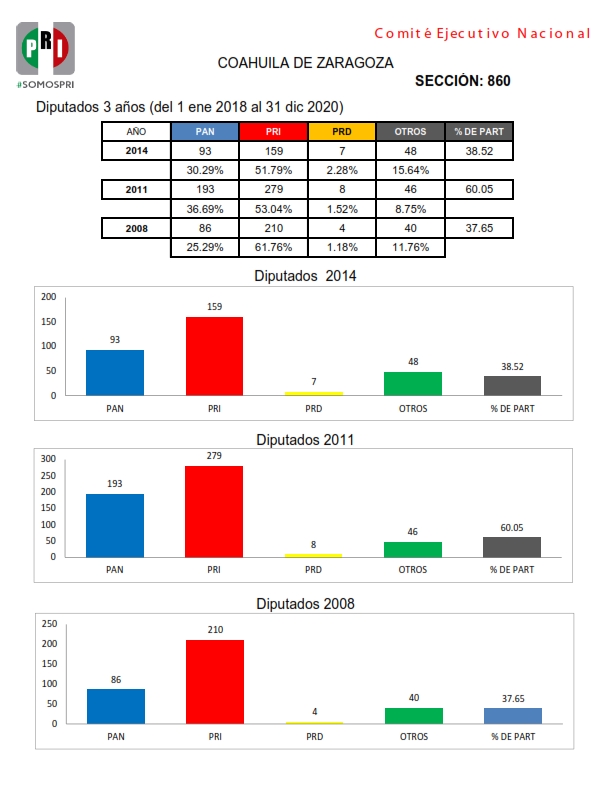 PRI
#SOMOSPRI
Comité Ejecutivo Nacional
COAHUILA DE ZARAGOZA
SECCIÓN: 860
Diputados 3 años (del 1 ene 2018 al 31 dic 2020)
AÑO PAN PRI PRD OTROS % DE PART
2014 93 159 7 48 38.52
30.29% 51.79% 2.28% 15.64%
2011 193 279 8 46 60.05
36.69% 53.04% 1.52% 8.75%
2008 86 210 4 40 37.65
25.29% 61.76% 1.18% 11.76%
Diputados 2014
200
150
100
50
0
93 159 7 48 38.52
PAN PRI PRD OTROS % DE PART
Diputados 2011
300
250
200
150
100
50
0
193 279 8 46 60.05
PAN PRI PRD OTROS % DE PART
Diputados 2008
250
200
150
100
50
0
86 210 4 40 37.65
PAN PRI PRD OTROS % DE PART